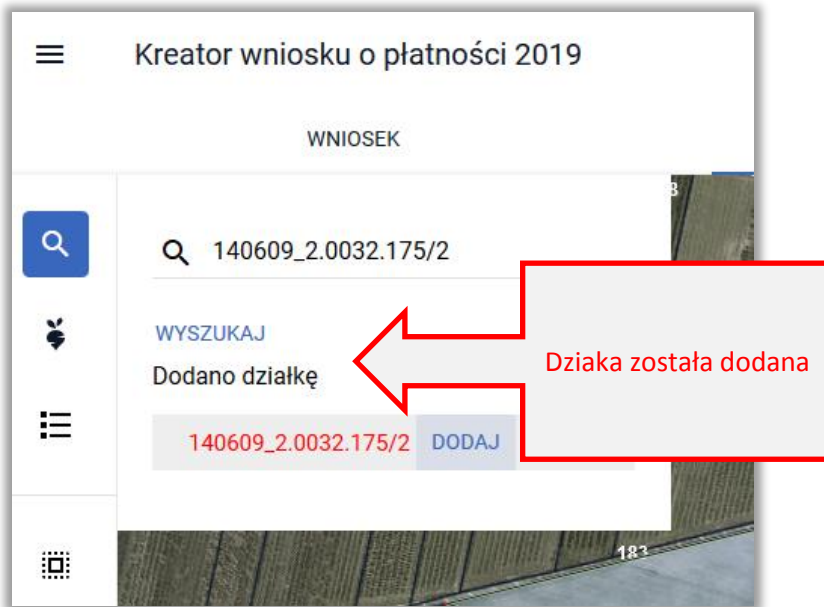 Kreator wniosku o płatności 2019
WNIOSEK
140609_2.0032.175/2
WYSZUKAJ
Dodano działkę
140609_2.0032.175/2 DODAJ
Dziaka została dodana
183